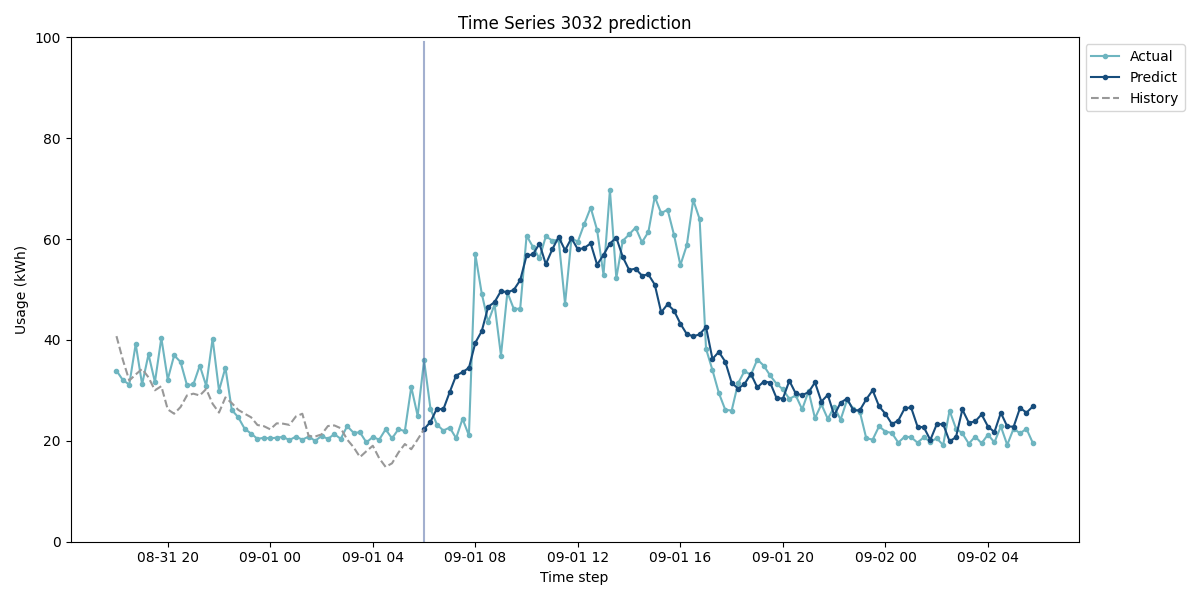 Time Series 3032 prediction
Actual
Predict
History
Usage (kWh)
100
80
60
40
20
0
08-31 20
09-01 00
09-01 04
09-01 08
09-01 12
09-01 16
09-01 20
09-02 00
09-02 04
Time step